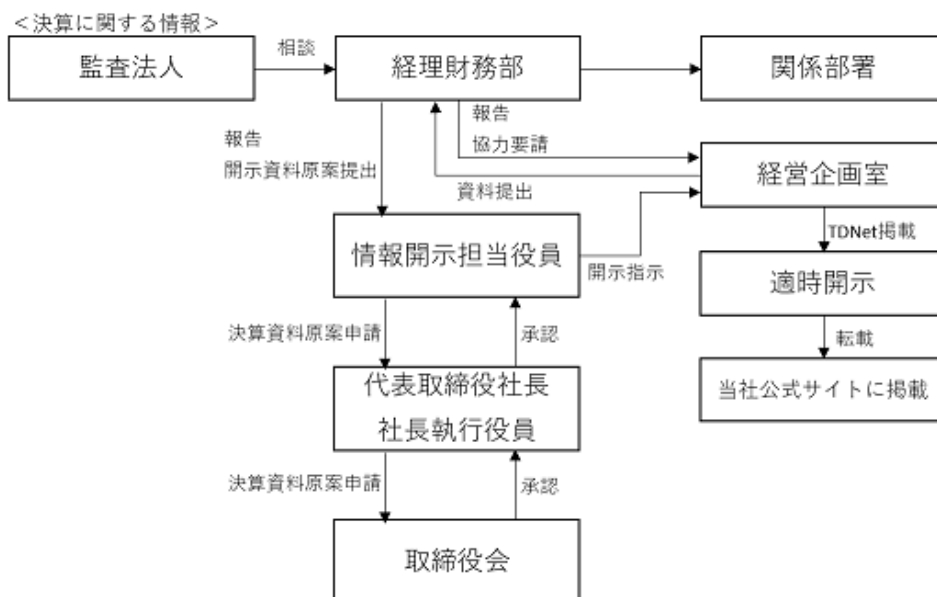 ＜決算に関する情報＞
監査法人
相談
経理財務部
関係部署
報告
開示資料原案提出
報告
協力要請
資料提出
経営企画室
TDNet掲載
情報開示担当役員
開示指示
適時開示
決算資料原案申請
承認
転載
代表取締役社長
社長執行役員
当社公式サイトに掲載
決算資料原案申請
承認
取締役会